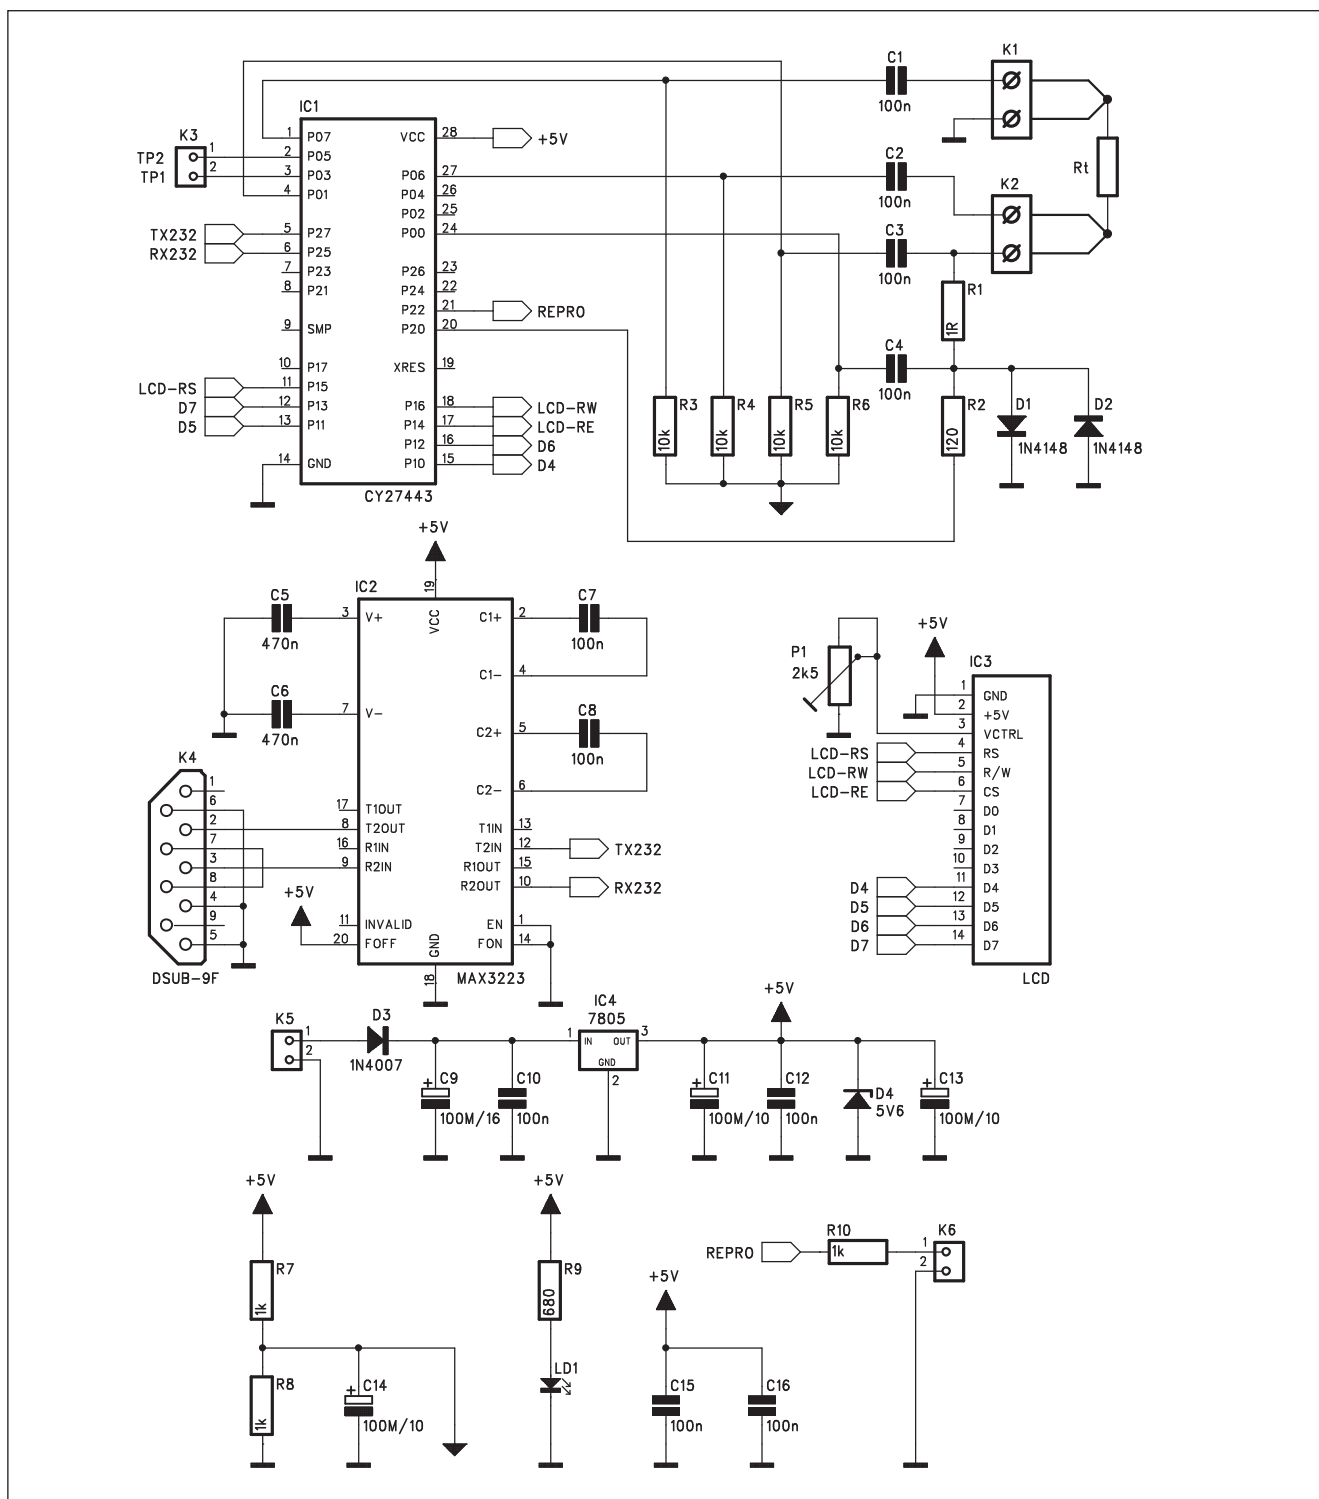 C1
K1
100n
IC1
K3
1
P07
VCC
28
+5V
TP2
1
2
P05
TP1
2
3
P03
P06
27
C2
100n
Rt
4
P01
P04
26
K2
P02
25
TX232
5
P27
P00
24
C3
100n
RX232
6
P25
7
P23
P26
23
8
P21
P24
22
R1
1R
P22
21
REPRO
9
SMP
P20
20
C4
100n
10
P17
XRES
19
LCD-RS
11
P15
D7
12
P13
P16
18
LCD-RW
D5
13
P11
P14
17
LCD-RE
P12
16
D6
14
GND
P10
15
D4
CY27443
R3
10k
R4
10k
R5
10k
R6
10k
R2
120
D1
1N4148
D2
1N4148
+5V
IC2
19
VCC
C5
470n
3
V+
C1+
2
C7
100n
C1-
4
C6
470n
7
V-
C2+
5
C8
100n
C2-
6
K4
1
6
2
7
3
8
4
9
5
DSUB-9F
17
T1OUT
T1IN
13
8
T2OUT
T2IN
12
TX232
16
R1IN
R1OUT
15
9
R2IN
R2OUT
10
RX232
+5V
11
INVALID
EN
1
20
FOFF
FON
14
GND
18
MAX3223
P1
2k5
+5V
IC3
1
GND
2
+5V
3
VCTRL
LCD-RS
4
RS
LCD-RW
5
R/W
LCD-RE
6
CS
7
D0
8
D1
9
D2
10
D3
D4
11
D4
D5
12
D5
D6
13
D6
D7
14
D7
LCD
K5
1
2
D3
1N4007
C9
100M/16
C10
100n
IC4
7805
1
IN
OUT
3
GND
2
+5V
C11
100M/10
C12
100n
D4
5V6
C13
100M/10
+5V
R7
1k
R8
1k
C14
100M/10
+5V
R9
680
LD1
+5V
C15
100n
C16
100n
REPRO
R10
1k
K6
1
2